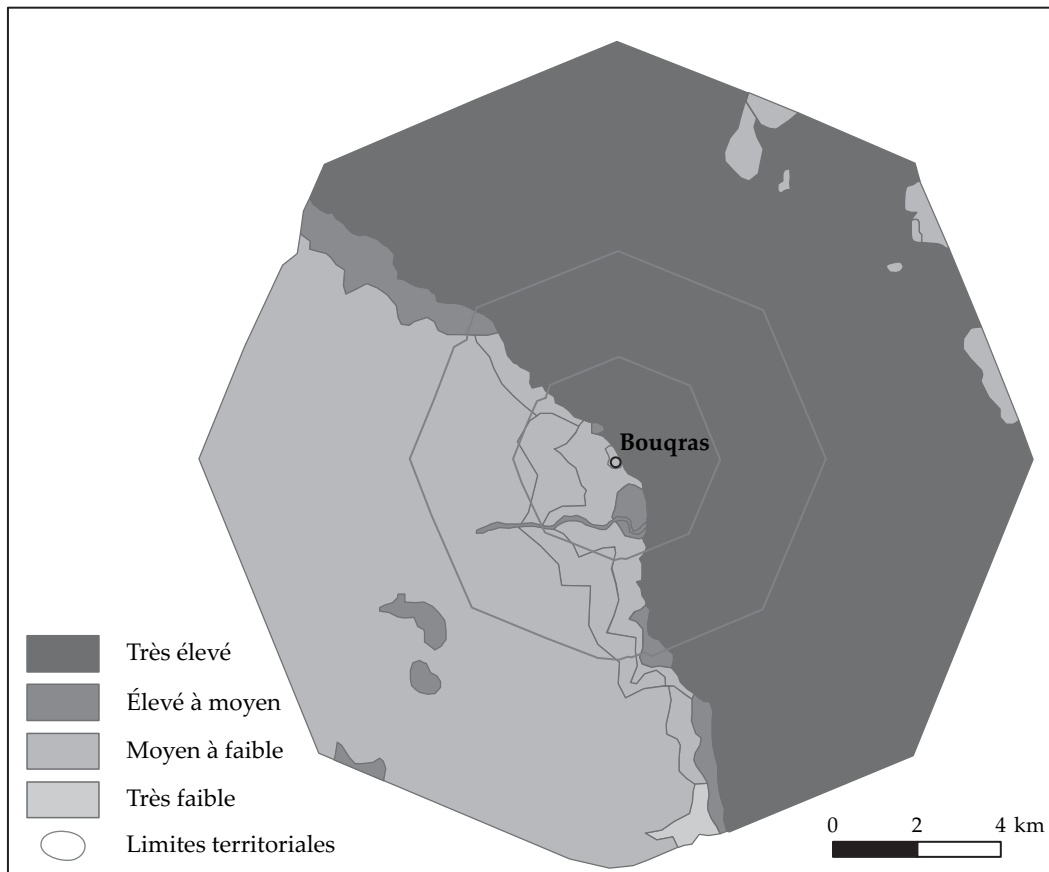 Bouqras
Très élevé
Élevé à moyen
Moyen à faible
Très faible
Limites territoriales
0 2 4 km